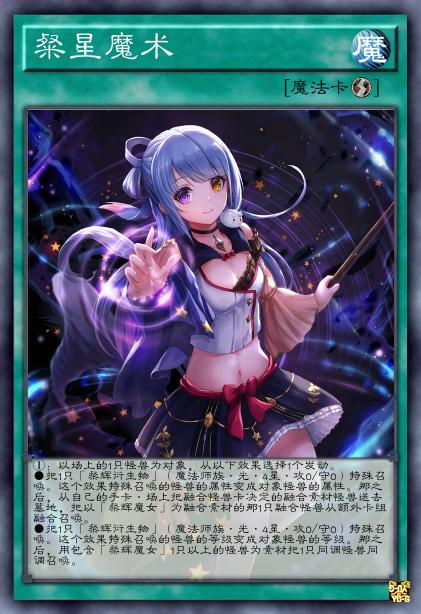 粲星魔术
魔
[魔法卡]
①:以场上的1只怪兽为对象,从以下效果选择1个发动。
●把1只「粲辉衍生物」(魔法师族·光·4星·攻0/守0)特殊召
唤。这个效果特殊召唤的怪兽的属性变成对象怪兽的属性。那之
后,从自己的手卡·场上把融合怪兽卡决定的融合素材怪兽送去
墓地,把以「粲辉魔女」为融合素材的那1只融合怪兽从额外卡组
融合召唤。
●把1只「粲辉衍生物」(魔法师族·光·4星·攻0/守0)特殊召
唤。这个效果特殊召唤的怪兽的等级变成对象怪兽的等级。那之
后,用包含「粲辉魔女」1只以上的怪兽为素材把1只同调怪兽同
调召唤。